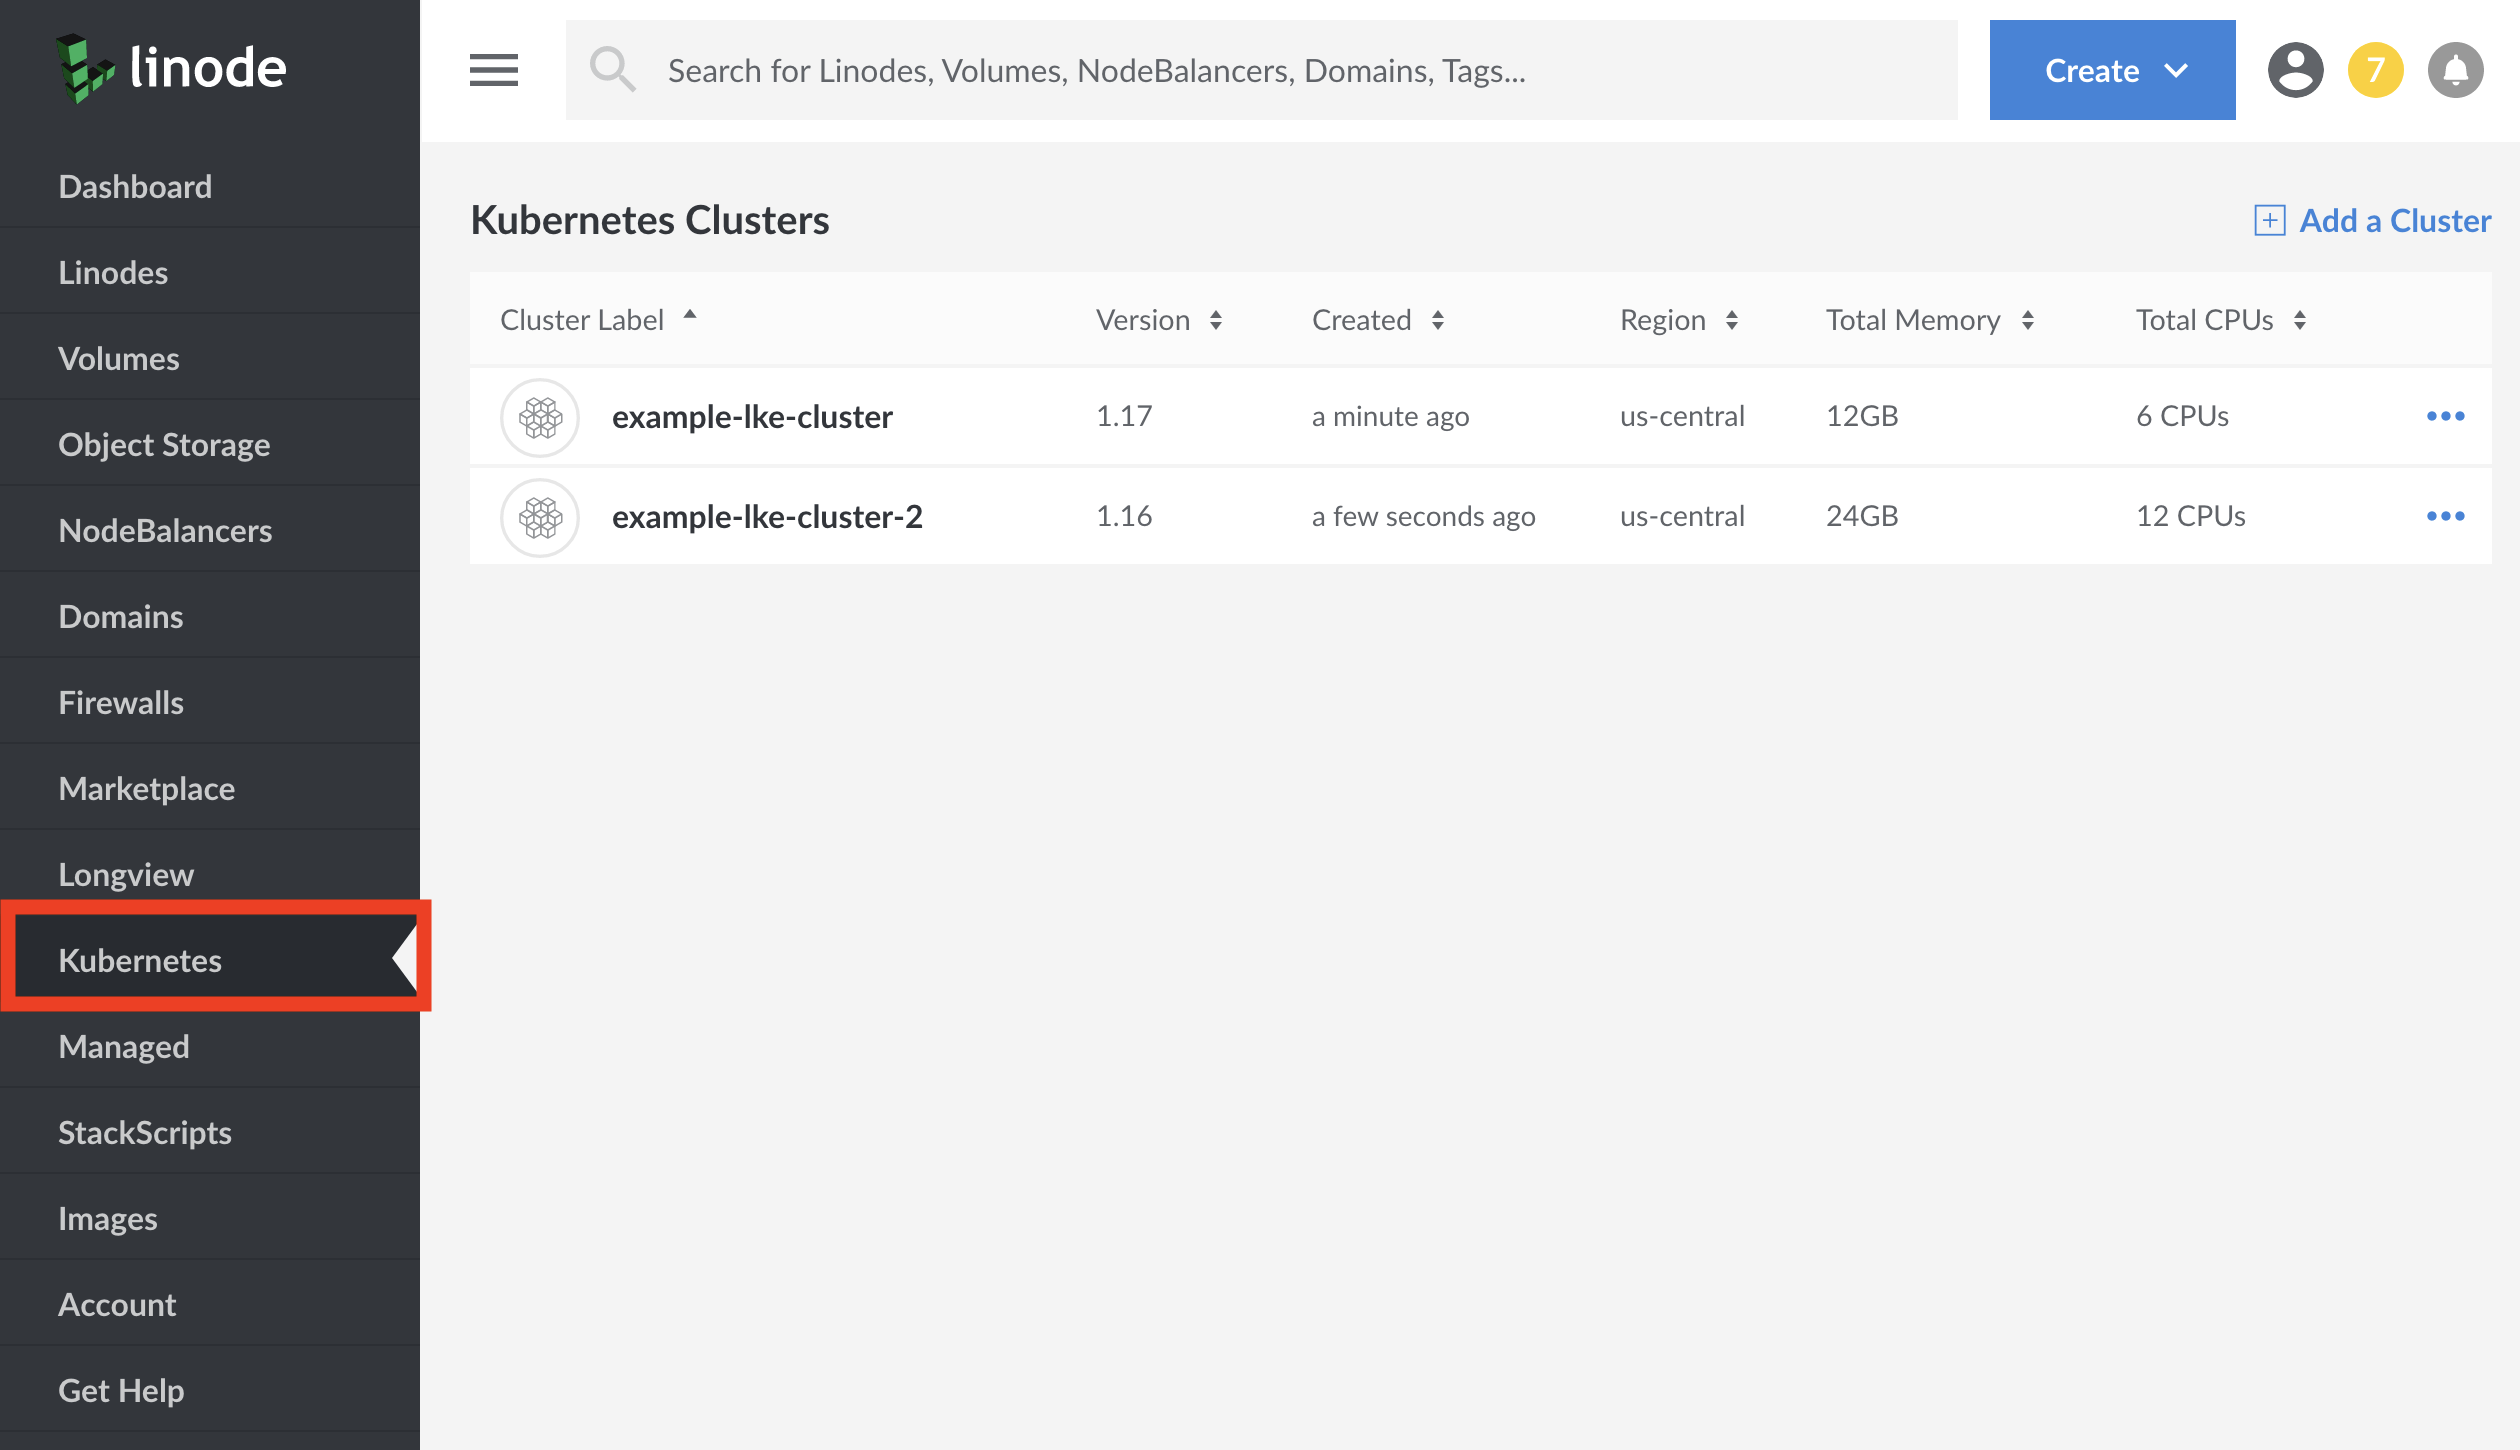 linode
Search for Linodes, Volumes, NodeBalancers, Domains, Tags...
Create
7
Dashboard
Linodes
Volumes
Object Storage
NodeBalancers
Domains
Firewalls
Marketplace
Longview
Kubernetes
Managed
StackScripts
Images
Account
Get Help
Kubernetes Clusters
Add a Cluster
Cluster Label Version Created Region Total Memory Total CPUs
example-lke-cluster 1.17 a minute ago us-central 12GB 6 CPUs
example-lke-cluster-2 1.16 a few seconds ago us-central 24GB 12 CPUs